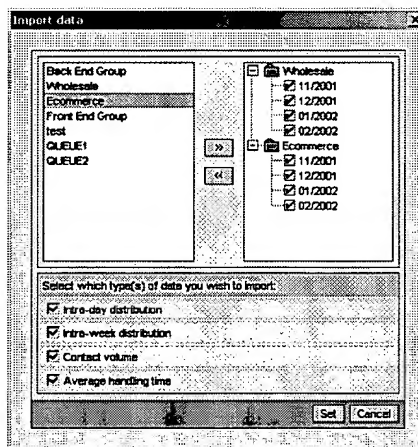 Import data
Back End Group
Wholesale
Ecommerce
Front End Group
test
QUEUE1
QUEUE2
»
«
Wholesale
11/2001
12/2001
01/2002
02/2002
Ecommerce
11/2001
12/2001
01/2002
02/2002
Select which type(s) of data you wish to import:
Intra-day distribution
Intra-week distribution
Contact volume
Average handling time
Set Cancel